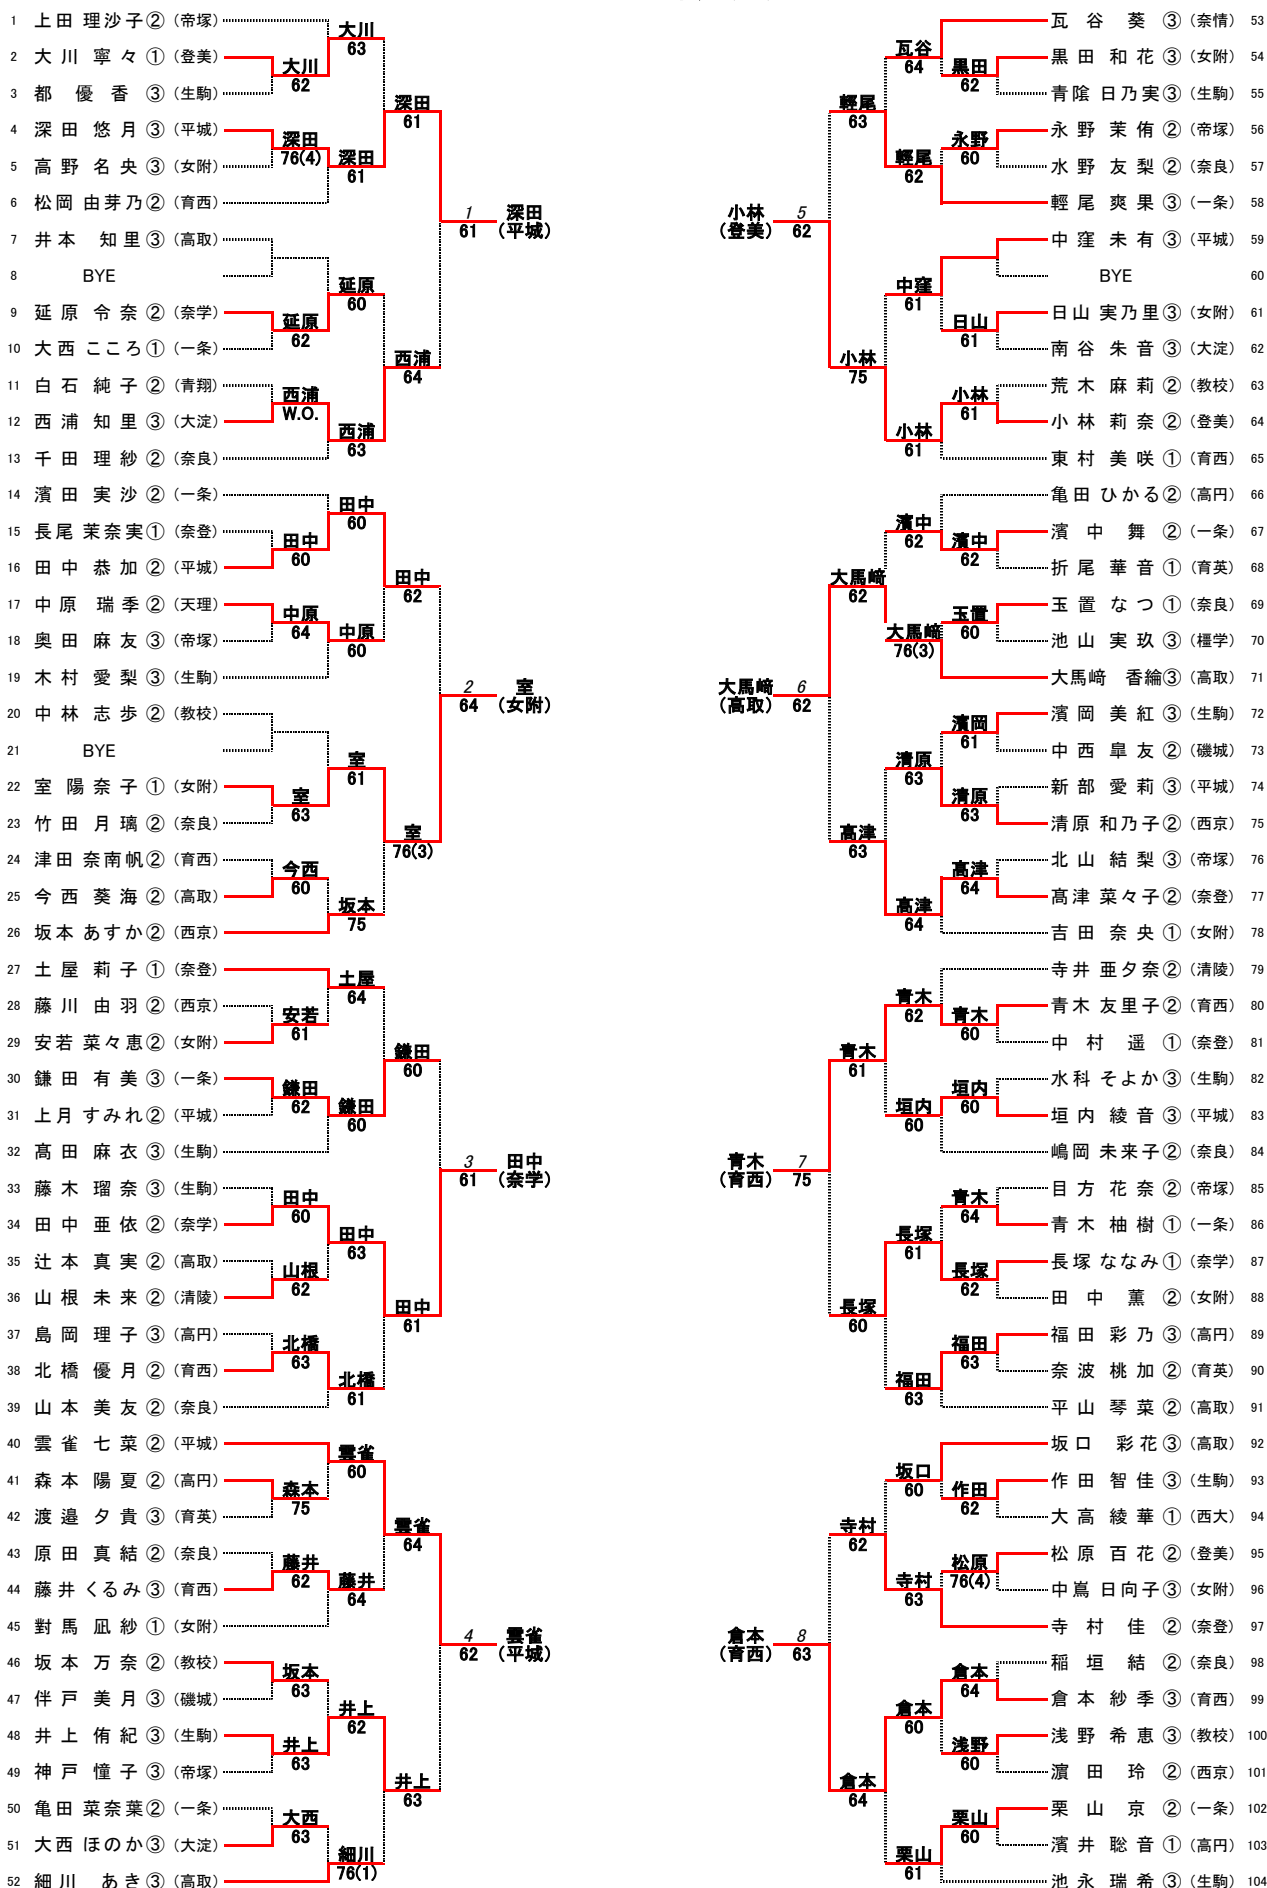 1 上田 理沙子② (帝塚)
2 大川 寧々① (登美)
3 都 優香③ (生駒)
4 深田 悠月③ (平城)
5 高野 名央③ (女附)
6 松岡 由芽乃② (育西)
7 井本 知里③ (高取)
8 BYE
9 延原 令奈② (奈学)
10 大西 こころ① (一条)
11 白石 純子② (青翔)
12 西浦 知里③ (大淀)
13 千田 理紗② (奈良)
14 濱田 実沙② (一条)
15 長尾 茉奈実① (奈登)
16 田中 恭加② (平城)
17 中原 瑞季② (天理)
18 奥田 麻友③ (帝塚)
19 木村 愛梨③ (生駒)
20 中林 志歩② (教校)
21 BYE
22 室 陽奈子① (女附)
23 竹田 月璃② (奈良)
24 津田 奈南帆② (育西)
25 今西 葵海② (高取)
26 坂本 あすか② (西京)
27 土屋 莉子① (奈登)
28 藤川 由羽② (西京)
29 安若 菜々恵② (女附)
30 鎌田 有美③ (一条)
31 上月 すみれ② (平城)
32 髙田 麻衣③ (生駒)
33 藤木 瑠奈③ (生駒)
34 田中 亜依② (奈学)
35 辻本 真実② (高取)
36 山根 未来② (清陵)
37 島岡 理子③ (高円)
38 北橋 優月② (育西)
39 山本 美友② (奈良)
40 雲雀 七菜② (平城)
41 森本 陽夏② (高円)
42 渡邉 夕貴③ (育英)
43 原田 真結② (奈良)
44 藤井 くるみ③ (育西)
45 對馬 凪紗① (女附)
46 坂本 万奈② (教校)
47 伴戸 美月③ (磯城)
48 井上 侑紀③ (生駒)
49 神戸 憧子③ (帝塚)
50 亀田 菜奈葉② (一条)
51 大西 ほのか③ (大淀)
52 細川 あき③ (高取)
大川 62
深田 76(4)
延原 62
西浦 W.O.
田中 60
中原 64
室 63
今西 60
安若 61
鎌田 62
田中 60
山根 62
北橋 63
森本 75
藤井 62
坂本 63
井上 63
大西 63
大川 63
深田 61
延原 60
西浦 63
田中 60
中原 60
室 61
坂本 75
土屋 64
鎌田 60
田中 63
北橋 61
雲雀 60
藤井 64
井上 62
細川 76(1)
深田 61
西浦 64
田中 62
室 76(3)
鎌田 60
田中 61
雲雀 64
井上 63
1 61 深田 (平城)
2 64 室 (女附)
3 61 田中 (奈学)
4 62 雲雀 (平城)
小林 (登美) 5 62
大馬﨑 (高取) 6 62
青木 (育西) 7 75
倉本 (育西) 8 63
輕尾 63
小林 75
大馬﨑 62
高津 63
青木 61
長塚 60
寺村 62
倉本 64
瓦谷 64
輕尾 62
中窪 61
小林 61
濱中 62
大馬﨑 76(3)
清原 63
高津 64
青木 62
垣内 60
長塚 61
福田 63
坂口 60
寺村 63
倉本 60
栗山 61
黒田 62
永野 60
日山 61
小林 61
濱中 62
玉置 60
濱岡 61
清原 63
高津 64
青木 60
垣内 60
青木 64
長塚 62
福田 63
作田 62
松原 76(4)
倉本 64
浅野 60
栗山 60
瓦谷 葵③ (奈情) 53
黒田 和花③ (女附) 54
青陰 日乃実③ (生駒) 55
永野 茉侑② (帝塚) 56
水野 友梨② (奈良) 57
輕尾 爽果③ (一条) 58
中窪 未有③ (平城) 59
BYE 60
日山 実乃里③ (女附) 61
南谷 朱音③ (大淀) 62
荒木 麻莉② (教校) 63
小林 莉奈② (登美) 64
東村 美咲① (育西) 65
亀田 ひかる② (高円) 66
濱中 舞② (一条) 67
折尾 華音① (育英) 68
玉置 なつ① (奈良) 69
池山 実玖③ (橿学) 70
大馬﨑 香綸③ (高取) 71
濱岡 美紅③ (生駒) 72
中西 皐友② (磯城) 73
新部 愛莉③ (平城) 74
清原 和乃子② (西京) 75
北山 結梨③ (帝塚) 76
髙津 菜々子② (奈登) 77
吉田 奈央① (女附) 78
寺井 亜夕奈② (清陵) 79
青木 友里子② (育西) 80
中村 遥① (奈登) 81
水科 そよか③ (生駒) 82
垣内 綾音③ (平城) 83
嶋岡 未来子② (奈良) 84
目方 花奈② (帝塚) 85
青木 柚樹① (一条) 86
長塚 ななみ① (奈学) 87
田中 薫② (女附) 88
福田 彩乃③ (高円) 89
奈波 桃加② (育英) 90
平山 琴菜② (高取) 91
坂口 彩花③ (高取) 92
作田 智佳③ (生駒) 93
大高 綾華① (西大) 94
松原 百花② (登美) 95
中嶌 日向子③ (女附) 96
寺村 佳② (奈登) 97
稲垣 結② (奈良) 98
倉本 紗季③ (育西) 99
浅野 希恵③ (教校) 100
濵田 玲② (西京) 101
栗山 京② (一条) 102
濱井 聡音① (高円) 103
池永 瑞希③ (生駒) 104